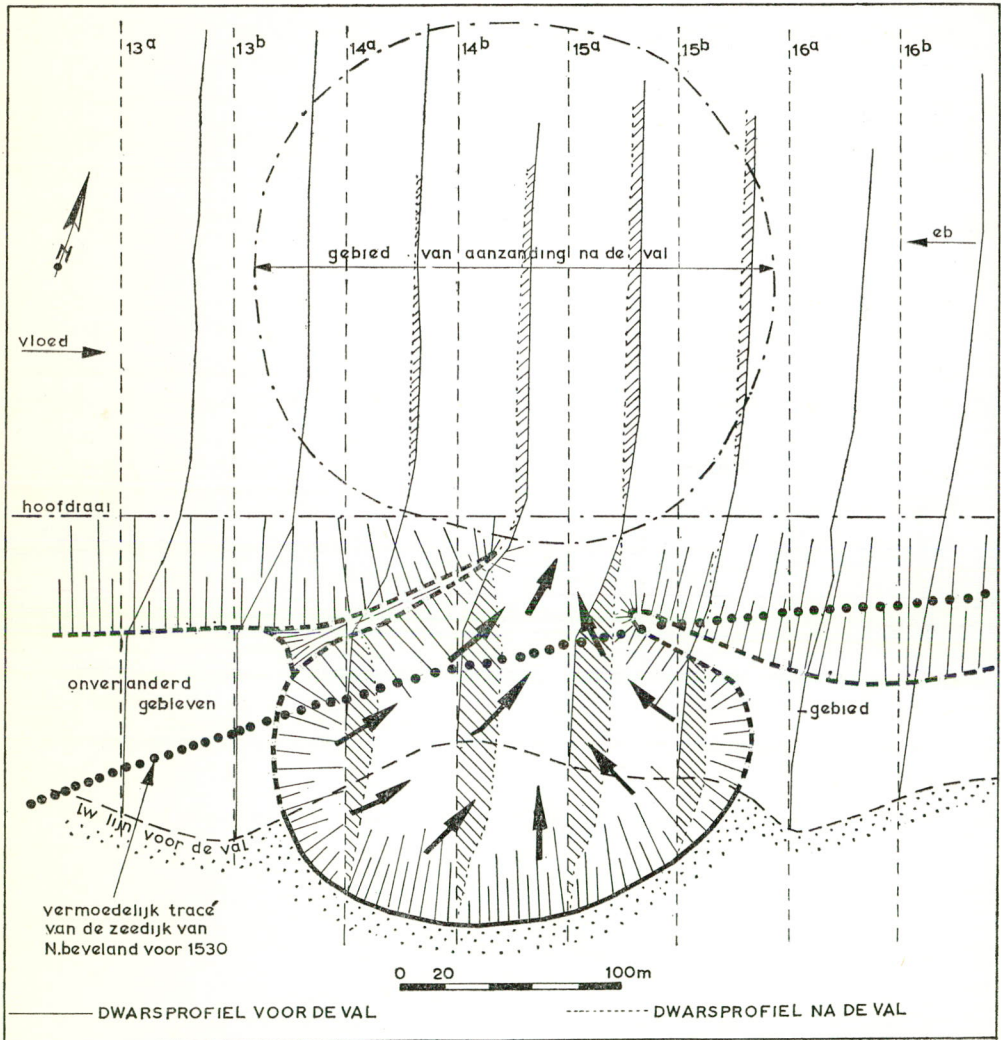 13a 13b 14a 14b 15a 15b 16a 16b
N
gebied van aanzanding na de val
eb
vloed
hoofdraai
onveranderd
gebleven
gebied
lw lijn voor de val
vermoedelijk tracé
van de zeedijk van
N.beveland voor 1530
0 20 100m
DWARSPROFIEL VOOR DE VAL
DWARSPROFIEL NA DE VAL